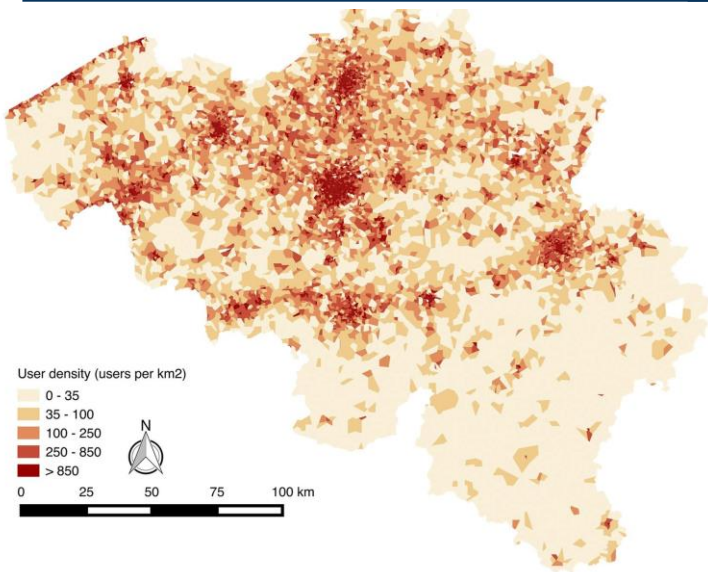 User density (users per km2)
0 - 35
35 - 100
100 - 250
250 - 850
> 850
N
0 25 50 75 100 km